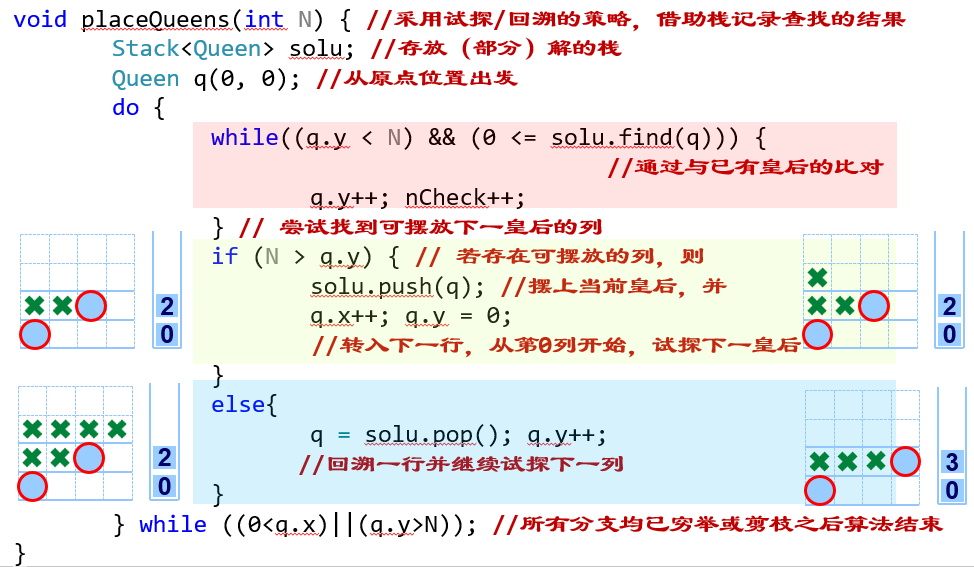 void placeQueens(int N) { //采用试探/回溯的策略，借助栈记录查找的结果
Stack<Queen> solu; //存放（部分）解的栈
Queen q(0, 0); //从原点位置出发
do {
while((q.y < N) && (0 <= solu.find(q))) {
//通过与已有皇后的比对
q.y++; nCheck++;
} // 尝试找到可摆放下一皇后的列
if (N > q.y) { // 若存在可摆放的列，则
solu.push(q); //摆上当前皇后，并
q.x++; q.y = 0;
//转入下一行，从第0列开始，试探下一皇后
}
else{
q = solu.pop(); q.y++;
//回溯一行并继续试探下一列
}
} while ((0<q.x)||(q.y>N)); //所有分支均已穷举或剪枝之后算法结束
}
2
0
2
0
2
0
3
0